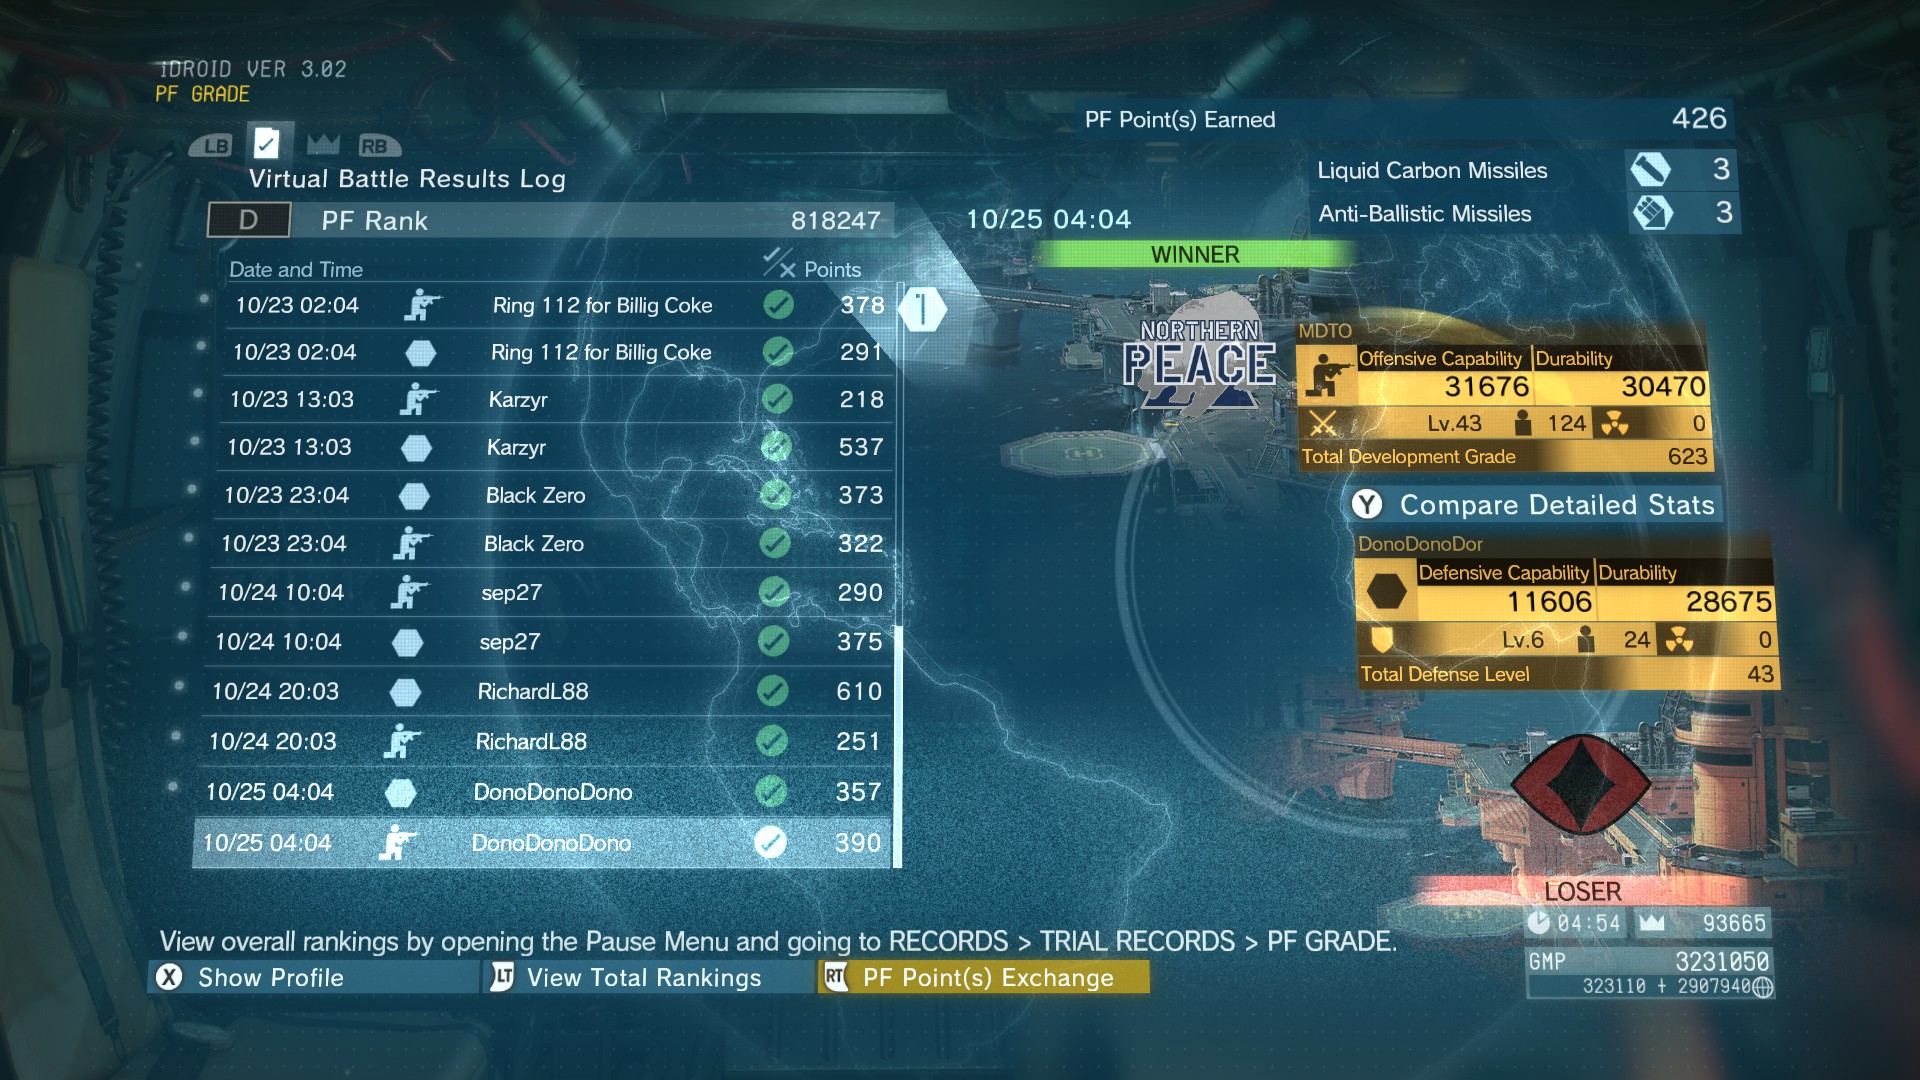 iDROID VER 3.02
PF GRADE
LB
RB
Virtual Battle Results Log
D PF Rank 818247
Date and Time Points
10/23 02:04 Ring 112 for Billig Coke 378
10/23 02:04 Ring 112 for Billig Coke 291
10/23 13:03 Karzyr 218
10/23 13:03 Karzyr 537
10/23 23:04 Black Zero 373
10/23 23:04 Black Zero 322
10/24 10:04 sep27 290
10/24 10:04 sep27 375
10/24 20:03 RichardL88 610
10/24 20:03 RichardL88 251
10/25 04:04 DonoDonoDono 357
10/25 04:04 DonoDonoDono 390
PF Point(s) Earned 426
Liquid Carbon Missiles 3
Anti-Ballistic Missiles 3
10/25 04:04
WINNER
NORTHERN
PEACE
MDTO
Offensive Capability Durability
31676 30470
Lv.43 124 0
Total Development Grade 623
Y Compare Detailed Stats
DonoDonoDor
Defensive Capability Durability
11606 28675
Lv.6 24 0
Total Defense Level 43
LOSER
04:54 93665
GMP 3231050
323110 + 2907940
View overall rankings by opening the Pause Menu and going to RECORDS > TRIAL RECORDS > PF GRADE.
X Show Profile LT View Total Rankings RT PF Point(s) Exchange